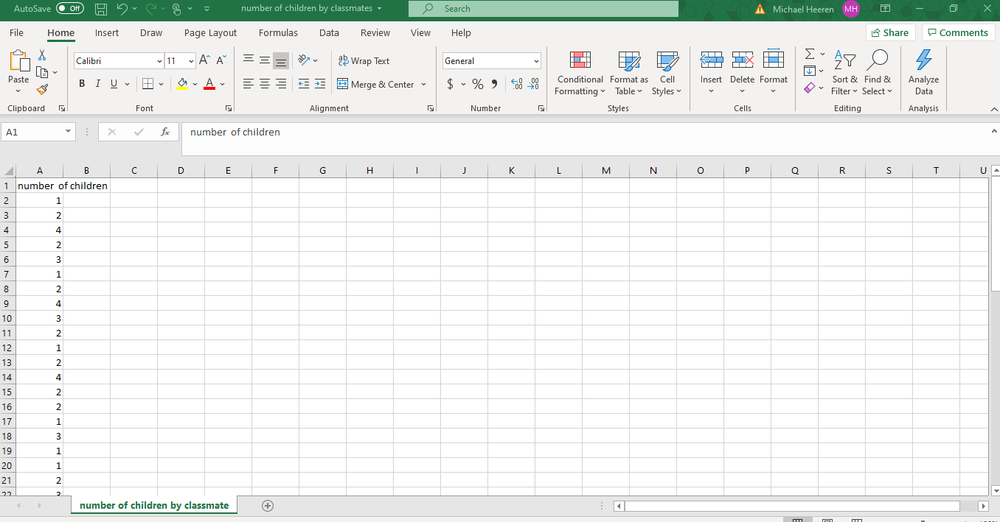 AutoSave Off number of children by classmates Search Michael Heeren MH
File Home Insert Draw Page Layout Formulas Data Review View Help Share Comments
Calibri 11 A A ab Wrap Text General
Paste B I U A Merge & Center $ % Conditional Formatting Format as Table Cell Styles Insert Delete Format Sort & Filter Find & Select Analyze Data
Clipboard Font Alignment Number Styles Cells Editing Analysis
A1 fx number of children
A B C D E F G H I J K L M N O P Q R S T U
1 number of children
2 1
3 2
4 4
5 2
6 3
7 1
8 2
9 4
10 3
11 2
12 1
13 2
14 4
15 2
16 2
17 1
18 3
19 1
20 1
21 2
22 3
number of children by classmate